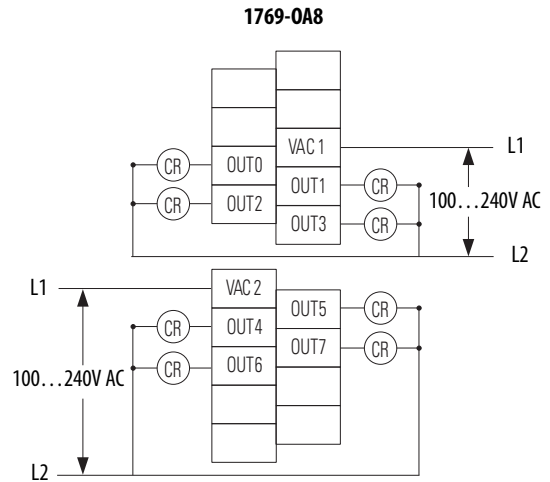 1769-OA8
VAC 1
L1
CR
OUT0
OUT1
CR
100...240V AC
CR
OUT2
OUT3
CR
L2
L1
VAC 2
OUT5
CR
CR
OUT4
OUT7
CR
100...240V AC
CR
OUT6
L2